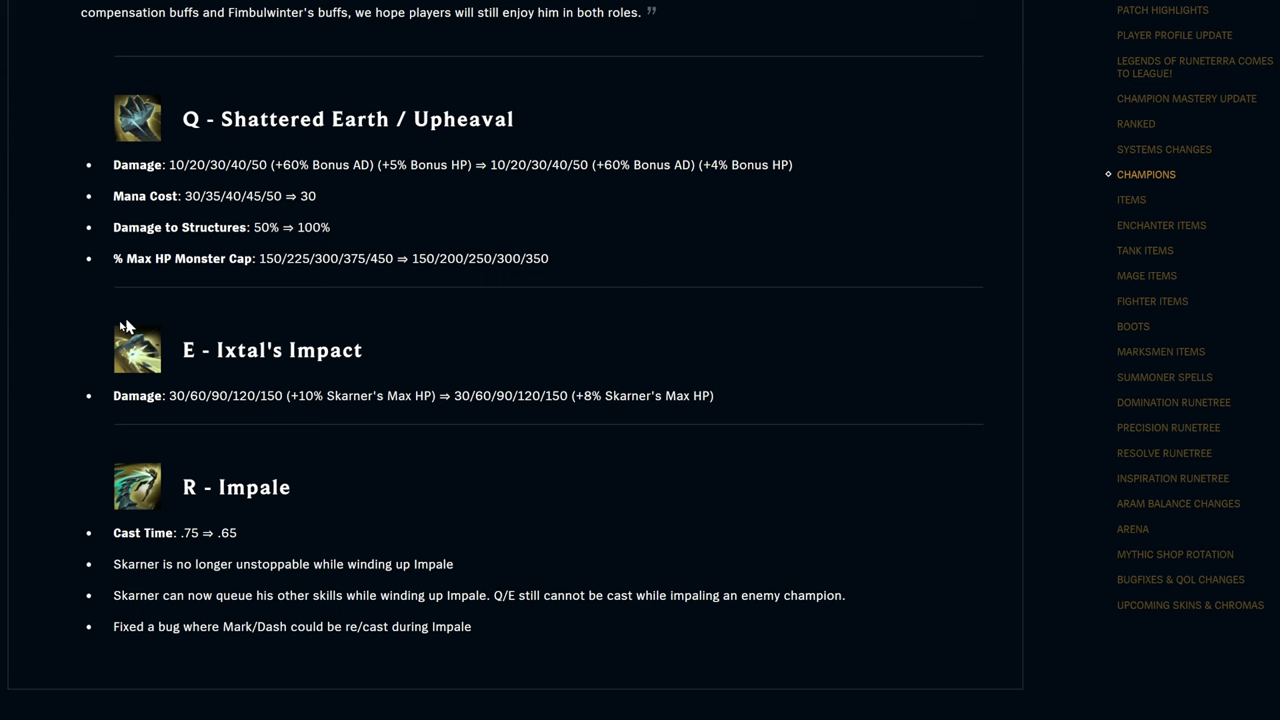 compensation buffs and Fimbulwinter's buffs, we hope players will still enjoy him in both roles. ”
Q - Shattered Earth / Upheaval
• Damage: 10/20/30/40/50 (+60% Bonus AD) (+5% Bonus HP) ⇒ 10/20/30/40/50 (+60% Bonus AD) (+4% Bonus HP)
• Mana Cost: 30/35/40/45/50 ⇒ 30
• Damage to Structures: 50% ⇒ 100%
• % Max HP Monster Cap: 150/225/300/375/450 ⇒ 150/200/250/300/350
E - Ixtal's Impact
• Damage: 30/60/90/120/150 (+10% Skarner's Max HP) ⇒ 30/60/90/120/150 (+8% Skarner's Max HP)
R - Impale
• Cast Time: .75 ⇒ .65
• Skarner is no longer unstoppable while winding up Impale
• Skarner can now queue his other skills while winding up Impale. Q/E still cannot be cast while impaling an enemy champion.
• Fixed a bug where Mark/Dash could be re/cast during Impale
PATCH HIGHLIGHTS
PLAYER PROFILE UPDATE
LEGENDS OF RUNETERRA COMES
TO LEAGUE!
CHAMPION MASTERY UPDATE
RANKED
SYSTEMS CHANGES
CHAMPIONS
ITEMS
ENCHANTER ITEMS
TANK ITEMS
MAGE ITEMS
FIGHTER ITEMS
BOOTS
MARKSMEN ITEMS
SUMMONER SPELLS
DOMINATION RUNETREE
PRECISION RUNETREE
RESOLVE RUNETREE
INSPIRATION RUNETREE
ARAM BALANCE CHANGES
ARENA
MYTHIC SHOP ROTATION
BUGFIXES & QOL CHANGES
UPCOMING SKINS & CHROMAS